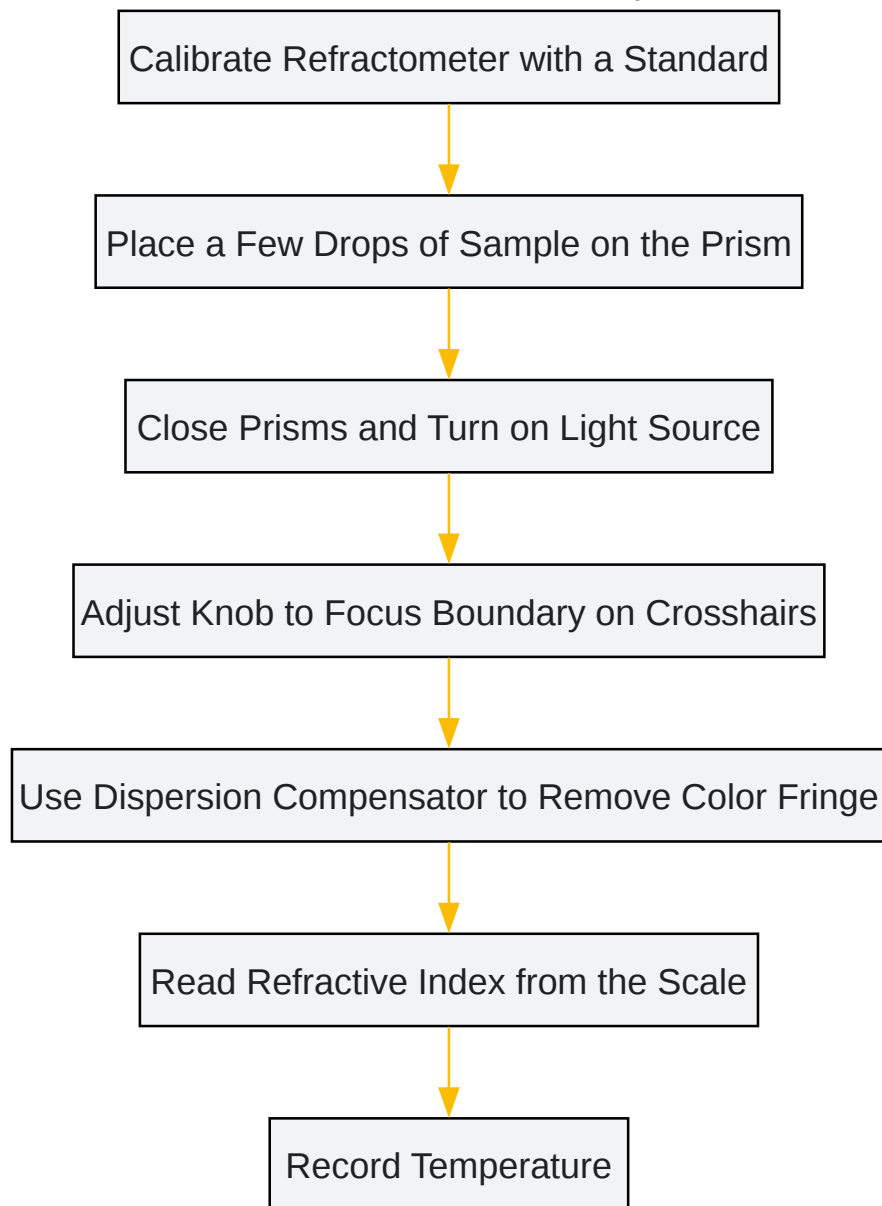 Calibrate Refractometer with a Standard
Place a Few Drops of Sample on the Prism
Close Prisms and Turn on Light Source
Adjust Knob to Focus Boundary on Crosshairs
Use Dispersion Compensator to Remove Color Fringe
Read Refractive Index from the Scale
Record Temperature